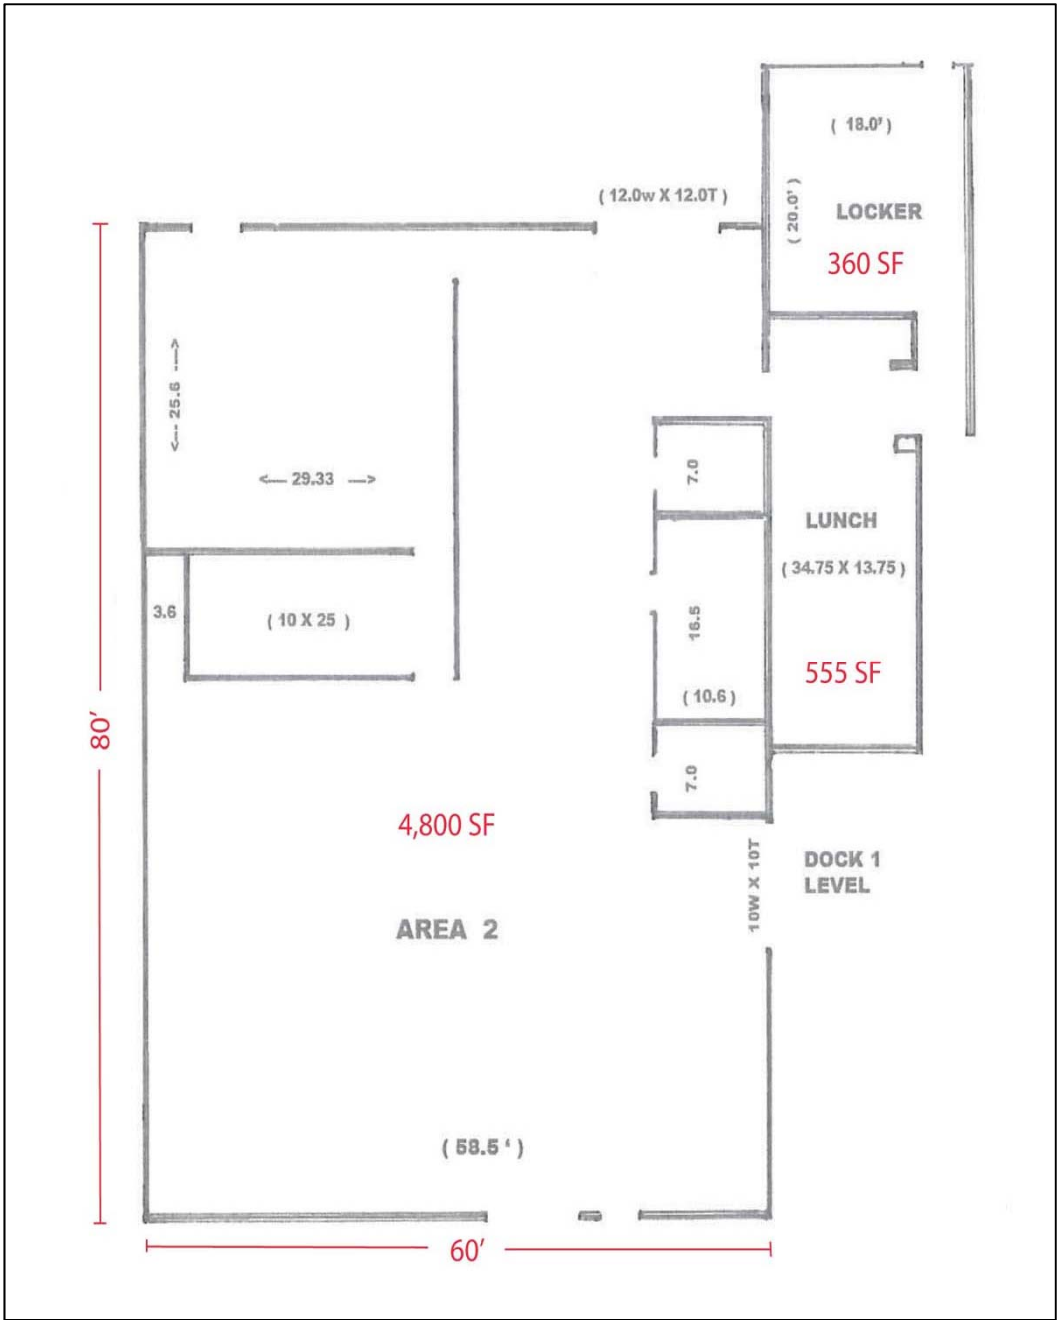 ( 18.0' )
( 12.0w X 12.0T )
( 20.0' )
LOCKER
360 SF
<--- 25.6 --->
<--- 29.33 --->
7.0
LUNCH
( 34.75 X 13.75 )
3.6
( 10 X 25 )
16.5
555 SF
( 10.6 )
80'
7.0
4,800 SF
10W X 10T
DOCK 1
LEVEL
AREA 2
( 58.5 ' )
60'